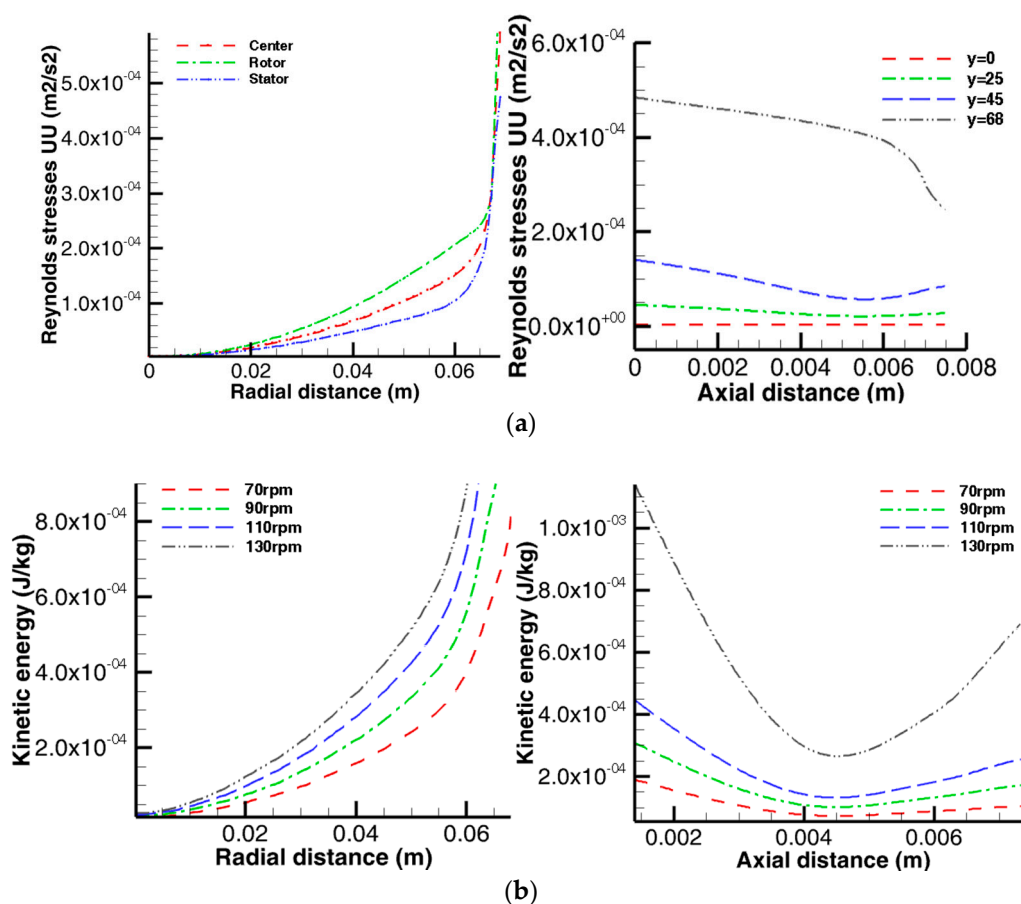 Reynolds stresses UU (m2/s2)
5.0x10-04
4.0x10-04
3.0x10-04
2.0x10-04
1.0x10-04
Center
Rotor
Stator
0 0.02 0.04 0.06
Radial distance (m)
Reynolds stresses UU (m2/s2)
6.0x10-04
4.0x10-04
2.0x10-04
0.0x10+00
y=0
y=25
y=45
y=68
0 0.002 0.004 0.006 0.008
Axial distance (m)
(a)
Kinetic energy (J/kg)
8.0x10-04
6.0x10-04
4.0x10-04
2.0x10-04
70rpm
90rpm
110rpm
130rpm
0.02 0.04 0.06
Radial distance (m)
Kinetic energy (J/kg)
1.0x10-03
8.0x10-04
6.0x10-04
4.0x10-04
2.0x10-04
70rpm
90rpm
110rpm
130rpm
0.002 0.004 0.006
Axial distance (m)
(b)